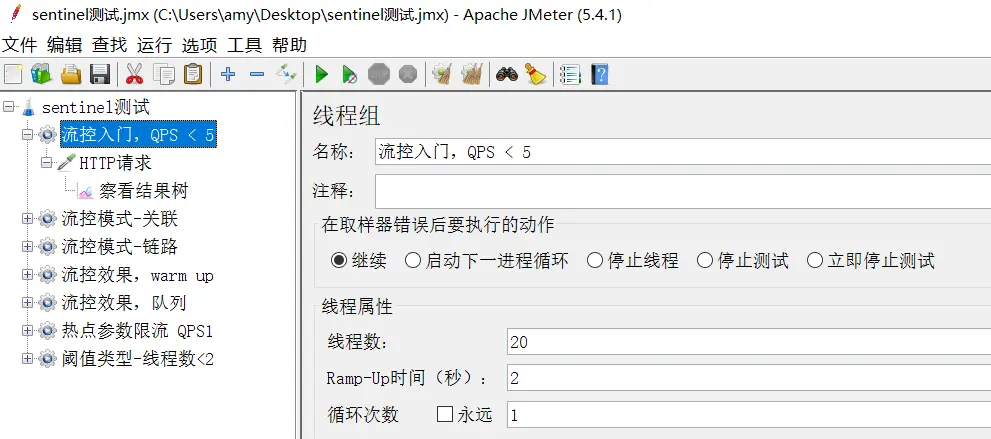 sentinel测试.jmx (C:\Users\amy\Desktop\sentinel测试.jmx) - Apache JMeter (5.4.1)
文件 编辑 查找 运行 选项 工具 帮助
sentinel测试
流控入门，QPS < 5
HTTP请求
察看结果树
流控模式-关联
流控模式-链路
流控效果，warm up
流控效果，队列
热点参数限流 QPS1
阈值类型-线程数<2
线程组
名称： 流控入门，QPS < 5
注释：
在取样器错误后要执行的动作
继续 启动下一进程循环 停止线程 停止测试 立即停止测试
线程属性
线程数： 20
Ramp-Up时间（秒）： 2
循环次数 永远 1